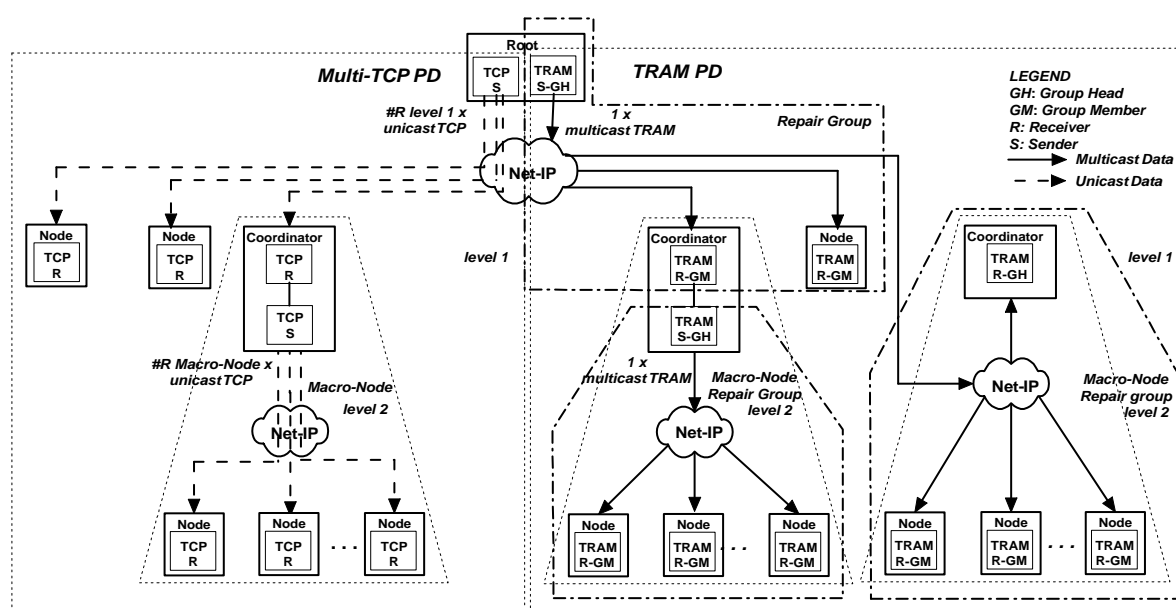 Root
Multi-TCP PD
TCP
S
TRAM
S-GH
TRAM PD
LEGEND
GH: Group Head
GM: Group Member
R: Receiver
S: Sender
Multicast Data
Unicast Data
#R level 1 x
unicast TCP
1 x
multicast TRAM
Repair Group
Net-IP
Node
TCP
R
Node
TCP
R
Coordinator
TCP
R
TCP
S
level 1
Coordinator
TRAM
R-GM
TRAM
S-GH
Node
TRAM
R-GM
Coordinator
TRAM
R-GH
level 1
#R Macro-Node x
unicast TCP
Macro-Node
level 2
Net-IP
1 x
multicast TRAM
Macro-Node
Repair Group
level 2
Net-IP
Net-IP
Macro-Node
Repair group
level 2
Node
TCP
R
Node
TCP
R
...
Node
TCP
R
Node
TRAM
R-GM
Node
TRAM
R-GM
...
Node
TRAM
R-GM
Node
TRAM
R-GM
Node
TRAM
R-GM
...
Node
TRAM
R-GM